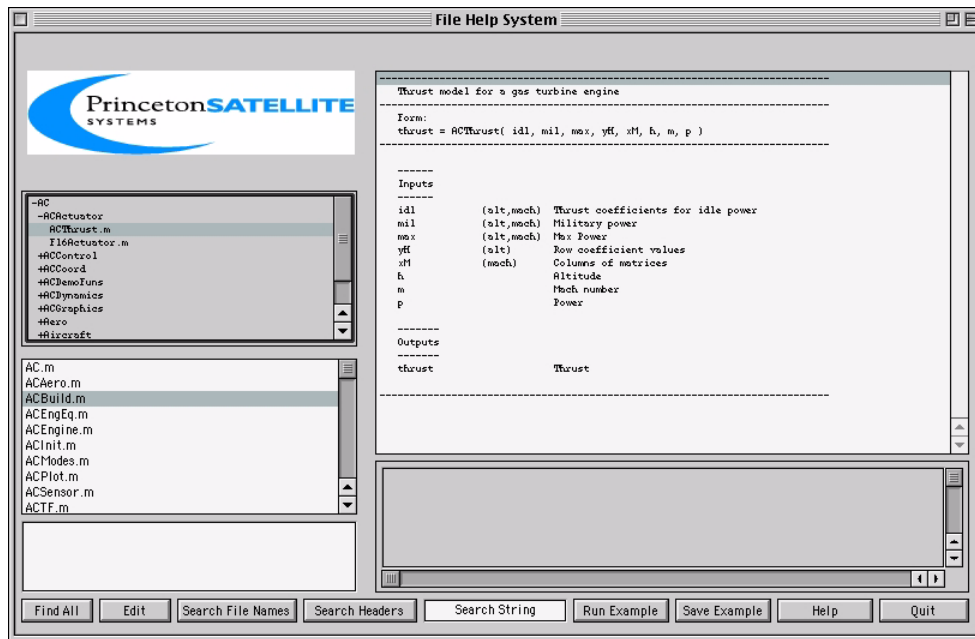 File Help System
PrincetonSATELLITE
SYSTEMS
-AC
-ACActuator
ACThrust.m
F16Actuator.m
+ACControl
+ACCoord
+ACDemoFuns
+ACDynamics
+ACGraphics
+Aero
+Aircraft
AC.m
ACAero.m
ACBuild.m
ACEngEq.m
ACEngine.m
ACInit.m
ACModes.m
ACPlot.m
ACSensor.m
ACTF.m
--------------------------------------------------------------------------------
Thrust model for a gas turbine engine
--------------------------------------------------------------------------------
Form:
thrust = ACThrust( idl, mil, max, yH, xM, h, m, p )
--------------------------------------------------------------------------------
------
Inputs
------
idl (alt,mach) Thrust coefficients for idle power
mil (alt,mach) Military power
max (alt,mach) Max Power
yH (alt) Row coefficient values
xM (mach) Columns of matrices
h Altitude
m Mach number
p Power
-------
Outputs
-------
thrust Thrust
--------------------------------------------------------------------------------
Find All Edit Search File Names Search Headers Search String Run Example Save Example Help Quit